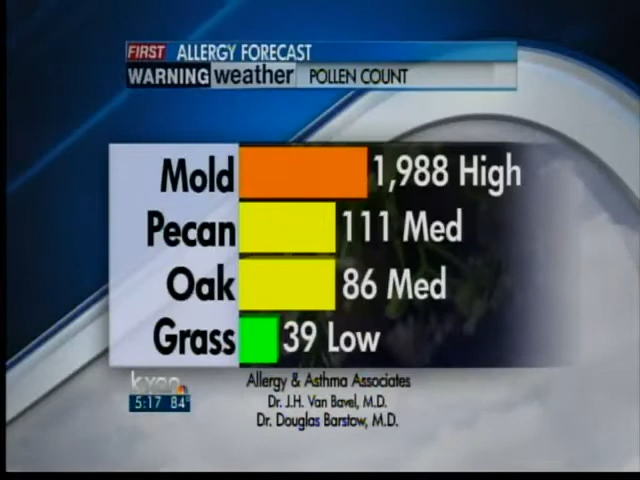 FIRST ALLERGY FORECAST
WARNING weather POLLEN COUNT
Mold 1,988 High
Pecan 111 Med
Oak 86 Med
Grass 39 Low
Allergy & Asthma Associates
Dr. J.H. Van Bavel, M.D.
Dr. Douglas Barstow, M.D.
5:17 84°